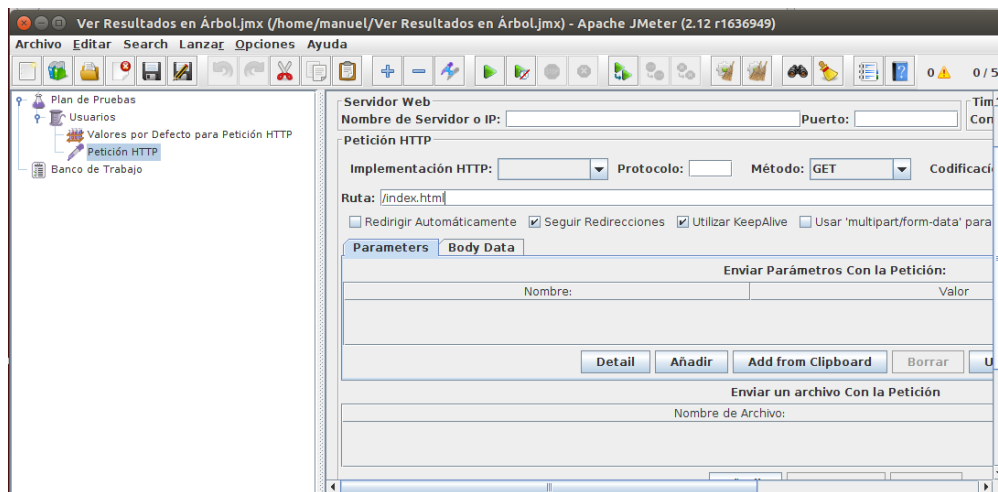 Ver Resultados en Árbol.jmx (/home/manuel/Ver Resultados en Árbol.jmx) - Apache JMeter (2.12 r1636949)
Archivo Editar Search Lanzar Opciones Ayuda
0 0 / 5
Plan de Pruebas
Usuarios
Valores por Defecto para Petición HTTP
Petición HTTP
Banco de Trabajo
Servidor Web
Nombre de Servidor o IP: Puerto:
Petición HTTP
Implementación HTTP: Protocolo: Método: GET
Ruta: /index.html
Redirigir Automáticamente Seguir Redirecciones Utilizar KeepAlive Usar 'multipart/form-data' para
Parameters Body Data
Enviar Parámetros Con la Petición:
Nombre: Valor
Detail Añadir Add from Clipboard Borrar
Enviar un archivo Con la Petición
Nombre de Archivo: